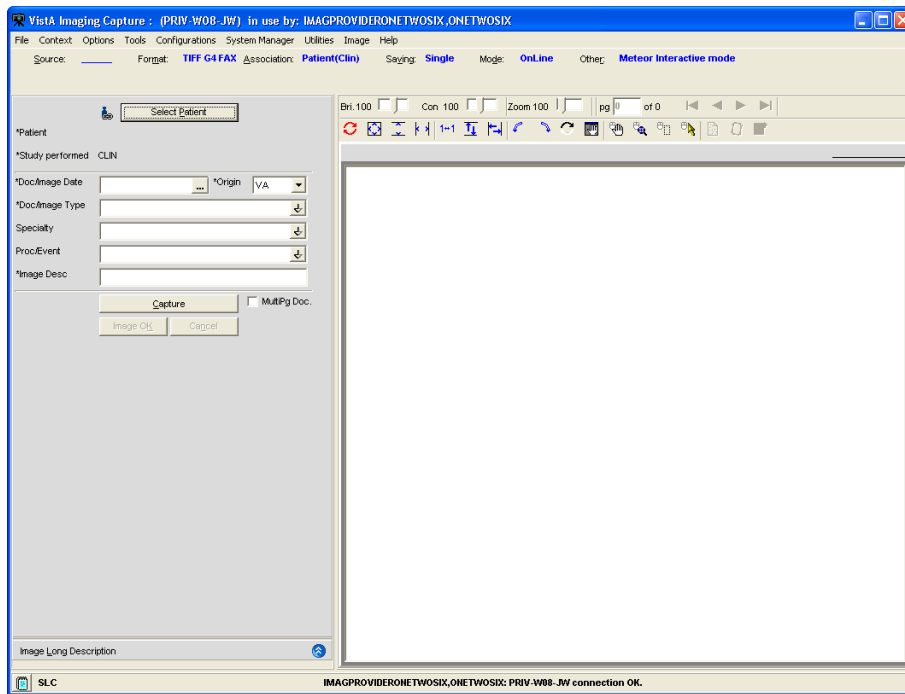 VistA Imaging Capture : (PRIV-W08-JW) in use by: IMAGPROVIDERONETWOSIX,ONETWOSIX
File Context Options Tools Configurations System Manager Utilities Image Help
Source: Format: TIFF G4 FAX Association: Patient(Clin) Saving: Single Mode: OnLine Other: Meteor Interactive mode
Select Patient
*Patient
*Study performed CLIN
*Doc/Image Date ... *Origin VA
*Doc/Image Type
Specialty
Proc/Event
*Image Desc
Capture MultiPg Doc.
Image OK Cancel
Image Long Description
Bri. 100 Con 100 Zoom 100 pg 0 of 0
1:1
SLC IMAGPROVIDERONETWOSIX,ONETWOSIX: PRIV-W08-JW connection OK.